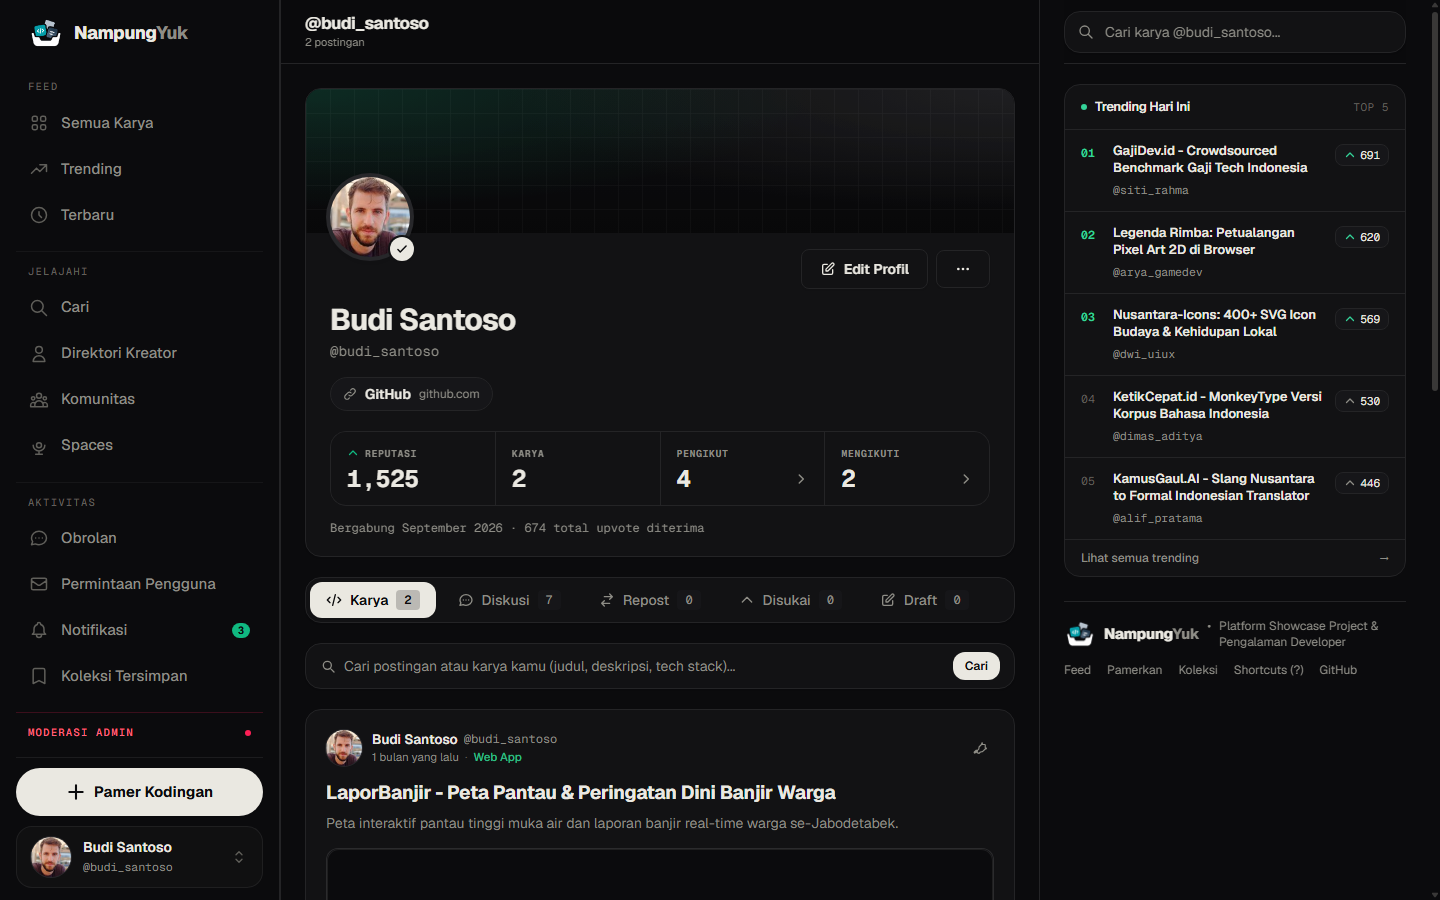 NampungYuk
FEED
Semua Karya
Trending
Terbaru
JELAJAHI
Cari
Direktori Kreator
Komunitas
Spaces
AKTIVITAS
Obrolan
Permintaan Pengguna
Notifikasi 3
Koleksi Tersimpan
MODERASI ADMIN
Pamer Kodingan
Budi Santoso
@budi_santoso
@budi_santoso
2 postingan
Edit Profil
Budi Santoso
@budi_santoso
GitHub github.com
REPUTASI
1,525
KARYA
2
PENGIKUT
4
MENGIKUTI
2
Bergabung September 2026 · 674 total upvote diterima
Karya 2
Diskusi 7
Repost 0
Disukai 0
Draft 0
Cari postingan atau karya kamu (judul, deskripsi, tech stack)...
Cari
Budi Santoso @budi_santoso
1 bulan yang lalu · Web App
LaporBanjir - Peta Pantau & Peringatan Dini Banjir Warga
Peta interaktif pantau tinggi muka air dan laporan banjir real-time warga se-Jabodetabek.
Cari karya @budi_santoso...
Trending Hari Ini TOP 5
01 GajiDev.id - Crowdsourced 691
Benchmark Gaji Tech Indonesia
@siti_rahma
02 Legenda Rimba: Petualangan 620
Pixel Art 2D di Browser
@arya_gamedev
03 Nusantara-Icons: 400+ SVG Icon 569
Budaya & Kehidupan Lokal
@dwi_uiux
04 KetikCepat.id - MonkeyType Versi 530
Korpus Bahasa Indonesia
@dimas_aditya
05 KamusGaul.AI - Slang Nusantara 446
to Formal Indonesian Translator
@alif_pratama
Lihat semua trending →
NampungYuk • Platform Showcase Project &
Pengalaman Developer
Feed Pamerkan Koleksi Shortcuts (?) GitHub